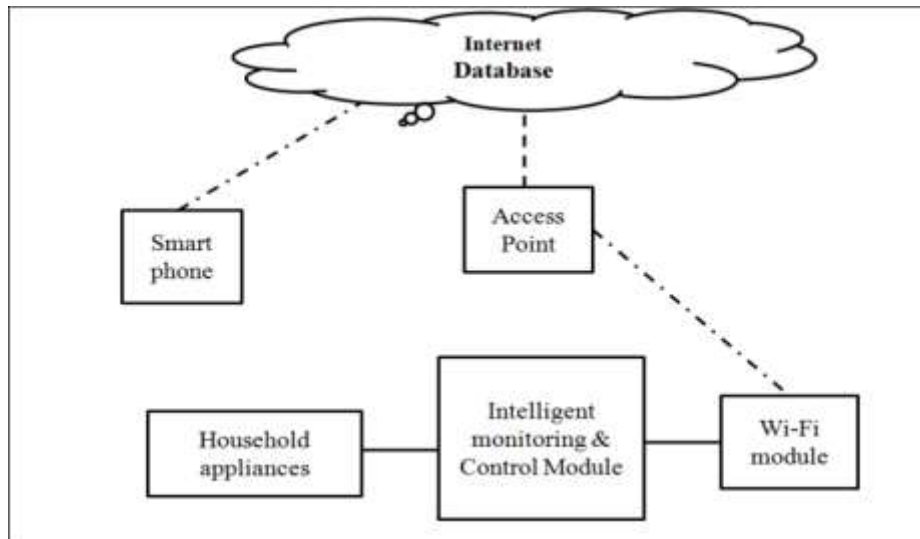 Internet
Database
Smart
phone
Access
Point
Household
appliances
Intelligent
monitoring &
Control Module
Wi-Fi
module